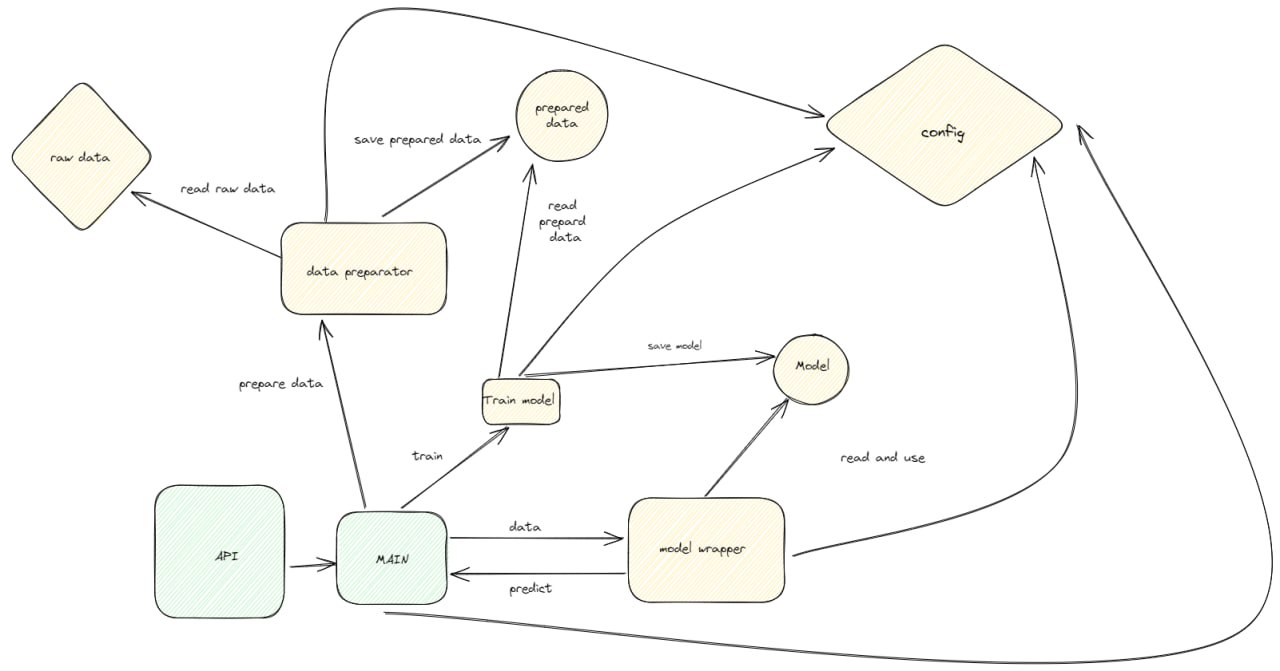 prepared
data
config
save prepared data
raw data
read raw data
read
prepard
data
data preparator
save model
Model
prepare data
Train model
train
read and use
data
model wrapper
API
MAIN
predict